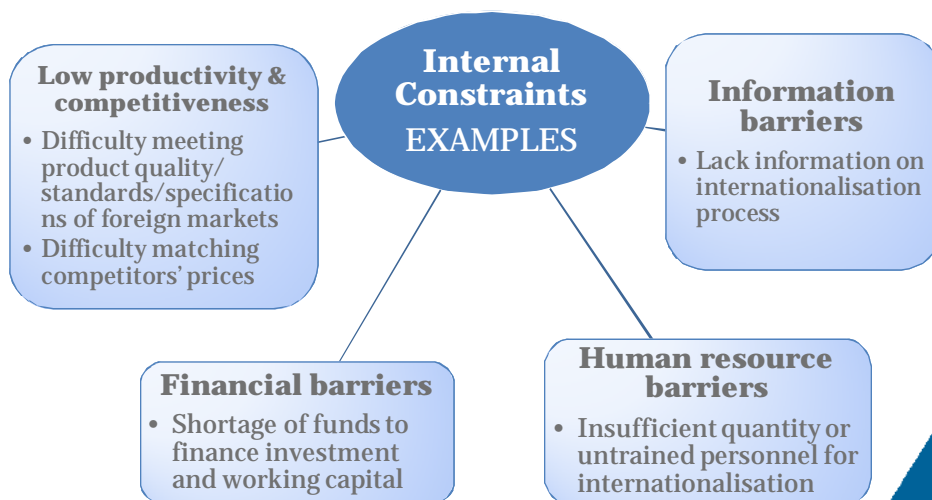 Internal
Constraints
EXAMPLES
Low productivity &
competitiveness
• Difficulty meeting
product quality/
standards/specificatio
ns of foreign markets
• Difficulty matching
competitors' prices
Information
barriers
• Lack information on
internationalisation
process
Financial barriers
• Shortage of funds to
finance investment
and working capital
Human resource
barriers
• Insufficient quantity or
untrained personnel for
internationalisation